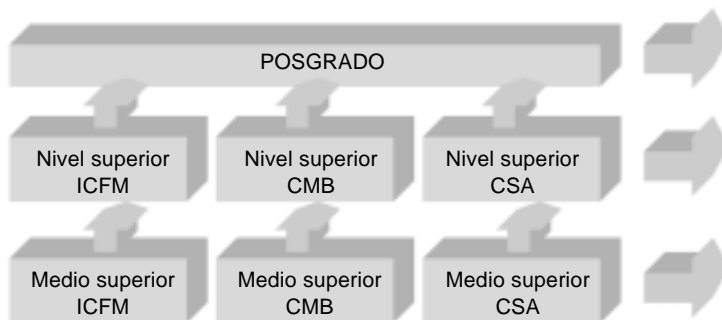 POSGRADO
Nivel superior
ICFM
Nivel superior
CMB
Nivel superior
CSA
Medio superior
ICFM
Medio superior
CMB
Medio superior
CSA